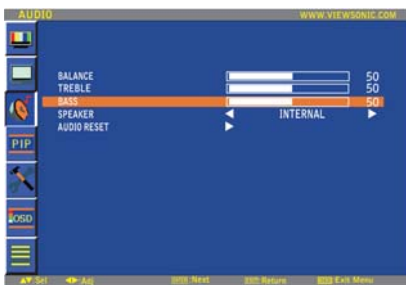 AUDIO WWW.VIEWSONIC.COM
BALANCE 50
TREBLE 50
BASS 50
SPEAKER INTERNAL
AUDIO RESET
PIP
OSD
Sel Adj Next Return Exit Menu